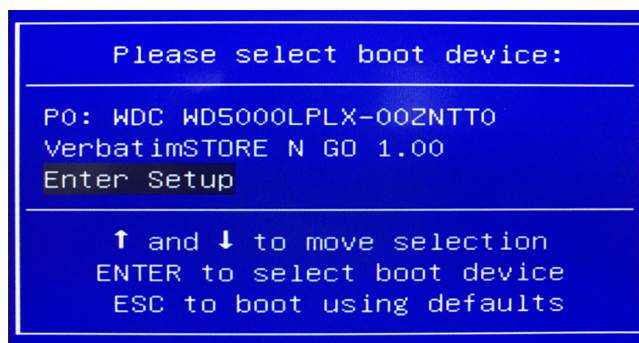 Please select boot device:
P0: WDC WD5000LPLX-00ZNTT0
VerbatimSTORE N GO 1.00
Enter Setup
↑ and ↓ to move selection
ENTER to select boot device
ESC to boot using defaults